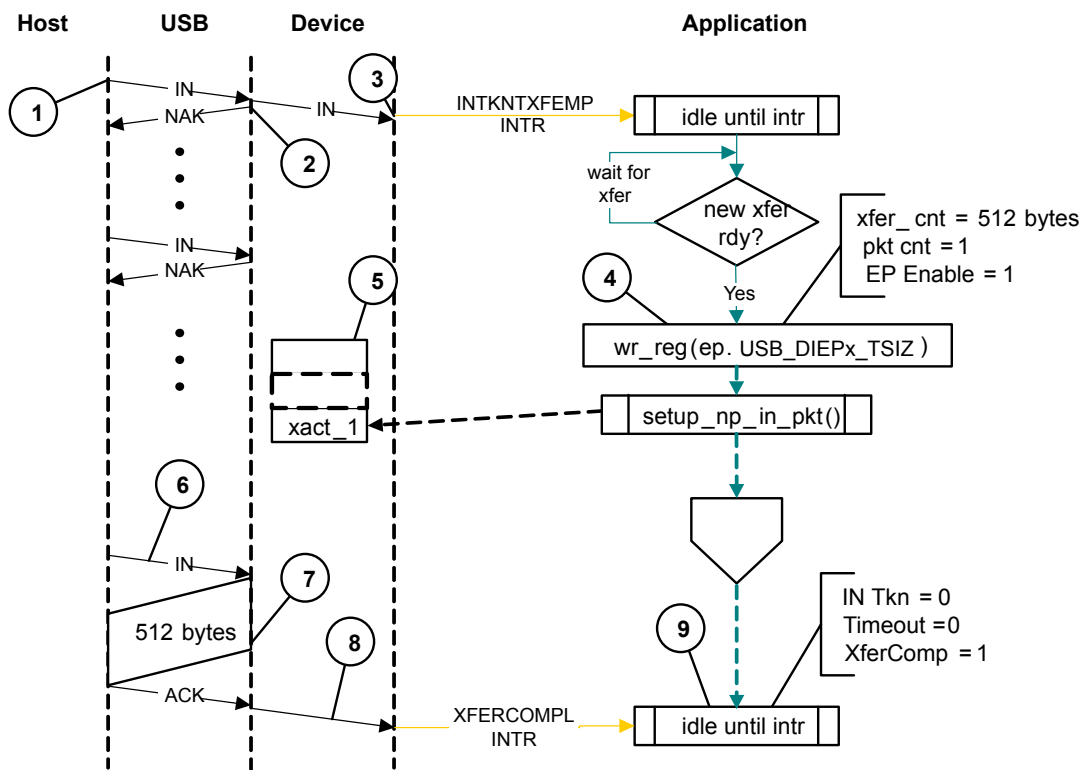 Host
USB
Device
Application
1
IN
NAK
2
IN
3
INTKNTXFEMP
INTR
idle until intr
wait for
xfer
new xfer
rdy?
xfer_ cnt = 512 bytes
pkt cnt = 1
EP Enable = 1
IN
NAK
5
4
Yes
wr_reg(ep. USB_DIEPx_TSIZ )
xact_1
setup_np_in_pkt()
6
IN
7
512 bytes
8
9
IN Tkn = 0
Timeout =0
XferComp = 1
ACK
XFERCOMPL
INTR
idle until intr